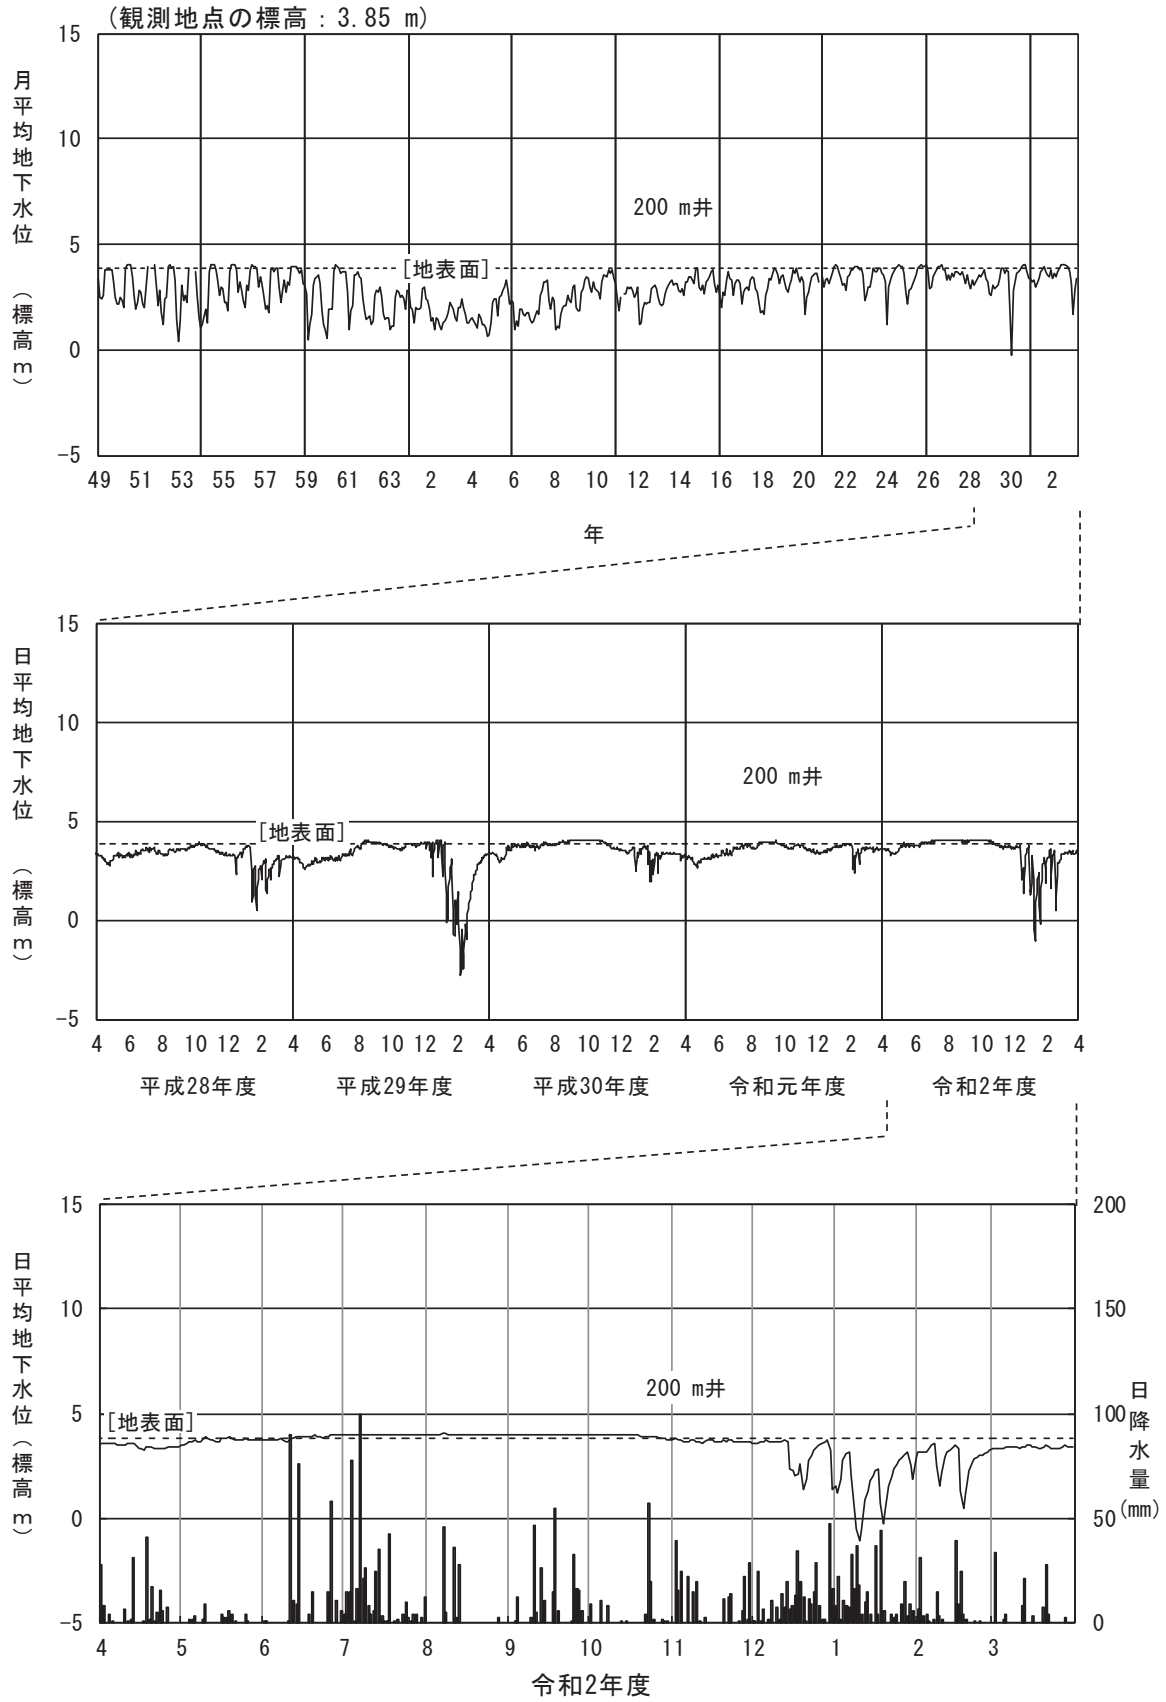 (観測地点の標高：3.85 m)
月平均地下水位（標高m）
15
10
5
0
-5
200 m井
[地表面]
49 51 53 55 57 59 61 63 2 4 6 8 10 12 14 16 18 20 22 24 26 28 30 2
年
日平均地下水位（標高m）
15
10
5
0
-5
200 m井
[地表面]
4 6 8 10 12 2 4 6 8 10 12 2 4 6 8 10 12 2 4 6 8 10 12 2 4 6 8 10 12 2 4
平成28年度 平成29年度 平成30年度 令和元年度 令和2年度
日平均地下水位（標高m）
15
10
5
0
-5
200 m井
[地表面]
200
150
100
50
0
日降水量(mm)
4 5 6 7 8 9 10 11 12 1 2 3
令和2年度